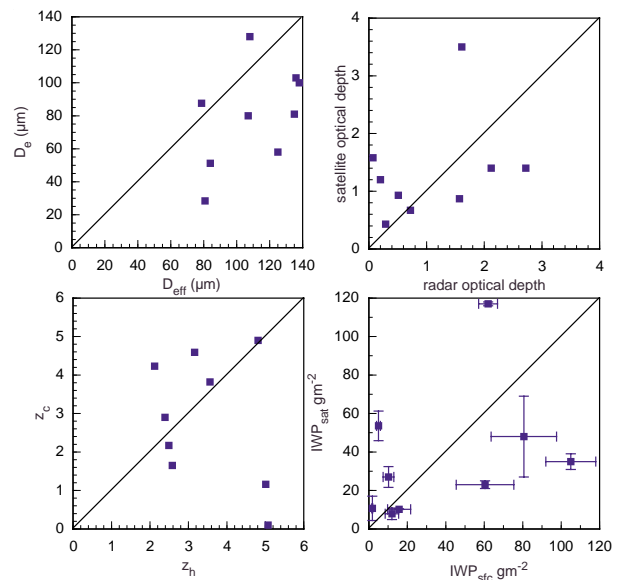 140
120
100
80
60
40
20
0
0 20 40 60 80 100 120 140
D_e (µm)
D_eff (µm)
4
3
2
1
0
0 1 2 3 4
satellite optical depth
radar optical depth
6
5
4
3
2
1
0
0 1 2 3 4 5 6
z_c
z_h
120
100
80
60
40
20
0
0 20 40 60 80 100 120
IWP_sat gm^-2
IWP_sfc gm^-2